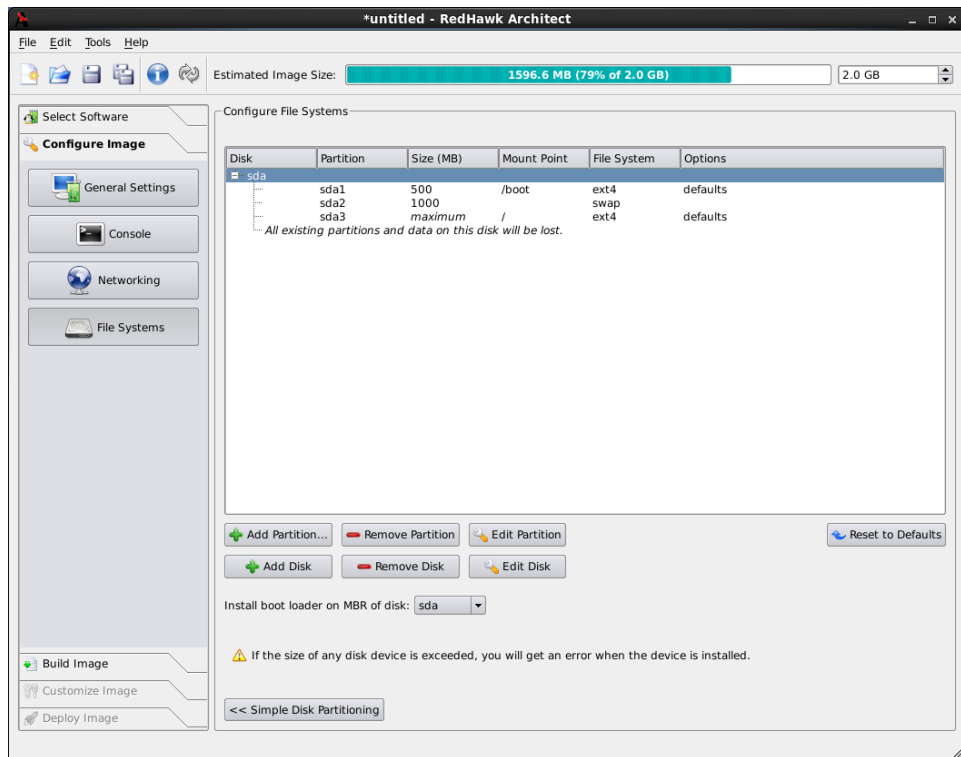 *untitled - RedHawk Architect
File Edit Tools Help
Estimated Image Size: 1596.6 MB (79% of 2.0 GB) 2.0 GB
Select Software
Configure Image
General Settings
Console
Networking
File Systems
Build Image
Customize Image
Deploy Image
Configure File Systems
Disk Partition Size (MB) Mount Point File System Options
sda
sda1 500 /boot ext4 defaults
sda2 1000 swap
sda3 maximum / ext4 defaults
All existing partitions and data on this disk will be lost.
Add Partition... Remove Partition Edit Partition Reset to Defaults
Add Disk Remove Disk Edit Disk
Install boot loader on MBR of disk: sda
If the size of any disk device is exceeded, you will get an error when the device is installed.
<< Simple Disk Partitioning